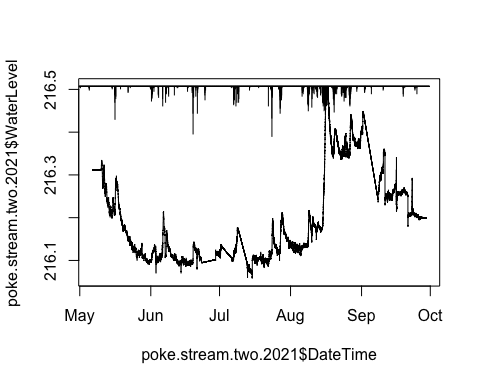 poke.stream.two.2021$WaterLevel
216.5
216.3
216.1
May Jun Jul Aug Sep Oct
poke.stream.two.2021$DateTime